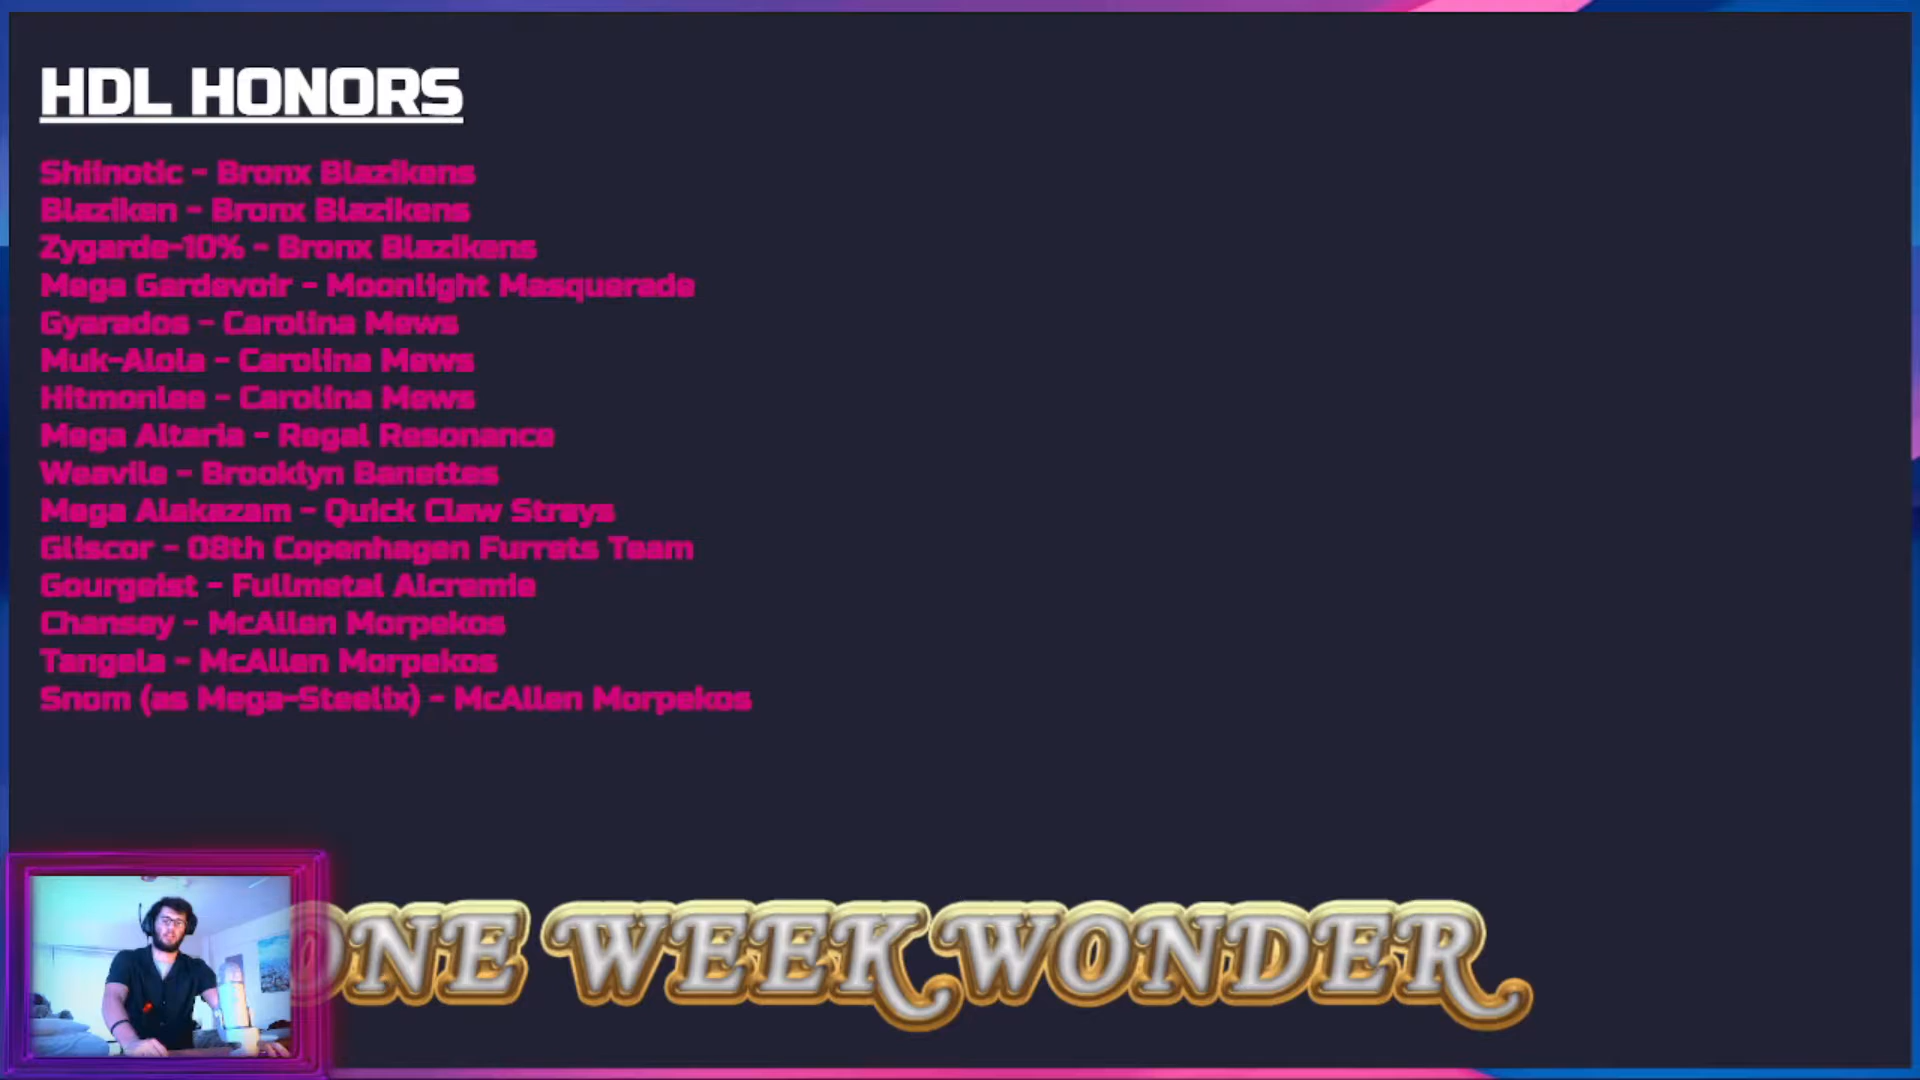 HDL HONORS
Shiinotic - Bronx Blazikens
Blaziken - Bronx Blazikens
Zygarde-10% - Bronx Blazikens
Mega Gardevoir - Moonlight Masquerade
Gyarados - Carolina Mews
Muk-Alola - Carolina Mews
Hitmonlee - Carolina Mews
Mega Altaria - Regal Resonance
Weavile - Brooklyn Banettes
Mega Alakazam - Quick Claw Strays
Gliscor - 08th Copenhagen Furrets Team
Gourgeist - Fullmetal Alcremie
Chansey - McAllen Morpekos
Tangela - McAllen Morpekos
Snom (as Mega-Steelix) - McAllen Morpekos
ONE WEEK WONDER